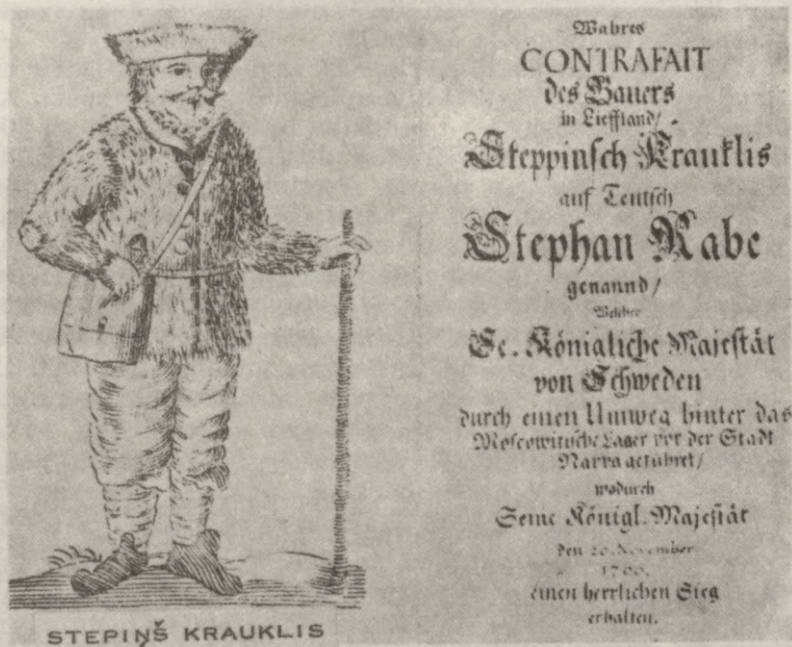 Wahres
CONTRAFAIT
des Bauers
in Lieffland/
Steppinsch Krauklis
auf Teutsch
Stephan Rabe
genannd/
Welcher
Se. Königliche Majestät
von Schweden
durch einen Umweg hinter das
Moscowitische Lager vor der Stadt
Narva geführet/
wodurch
Seine Königl. Majestät
den 20. November
1700.
einen herrlichen Sieg
erhalten.
STEPIŅŠ KRAUKLIS